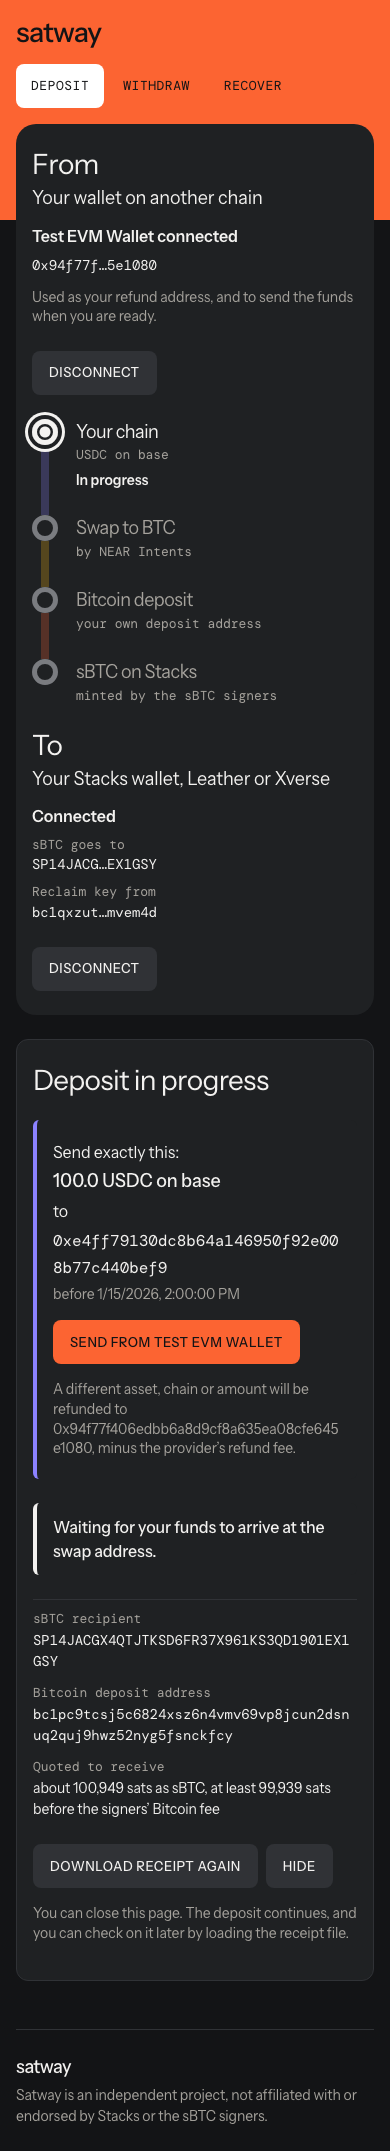 satway
DEPOSIT
WITHDRAW
RECOVER
From
Your wallet on another chain
Test EVM Wallet connected
0x94f77f…5e1080
Used as your refund address, and to send the funds
when you are ready.
DISCONNECT
Your chain
USDC on base
In progress
Swap to BTC
by NEAR Intents
Bitcoin deposit
your own deposit address
sBTC on Stacks
minted by the sBTC signers
To
Your Stacks wallet, Leather or Xverse
Connected
sBTC goes to
SP14JACG…EX1GSY
Reclaim key from
bc1qxzut…mvem4d
DISCONNECT
Deposit in progress
Send exactly this:
100.0 USDC on base
to
0xe4ff79130dc8b64a146950f92e00
8b77c440bef9
before 1/15/2026, 2:00:00 PM
SEND FROM TEST EVM WALLET
A different asset, chain or amount will be
refunded to
0x94f77f406edbb6a8d9cf8a635ea08cfe645
e1080, minus the provider's refund fee.
Waiting for your funds to arrive at the
swap address.
sBTC recipient
SP14JACGX4QTJTKSD6FR37X961KS3QD1901EX1
GSY
Bitcoin deposit address
bc1pc9tcsj5c6824xsz6n4vmv69vp8jcun2dsn
uq2quj9hwz52nyg5fsnckfcy
Quoted to receive
about 100,949 sats as sBTC, at least 99,939 sats
before the signers' Bitcoin fee
DOWNLOAD RECEIPT AGAIN
HIDE
You can close this page. The deposit continues, and
you can check on it later by loading the receipt file.
satway
Satway is an independent project, not affiliated with or
endorsed by Stacks or the sBTC signers.